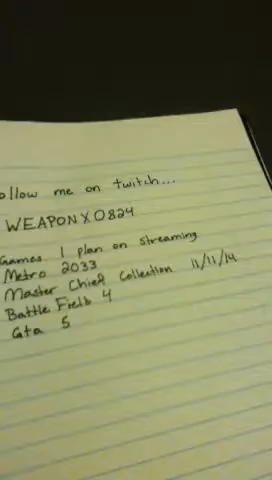 ollow me on twitch...
WEAPONX0824
Games I plan on streaming
Metro 2033
Master Chief Collection 11/11/14
Battle Field 4
Gta 5